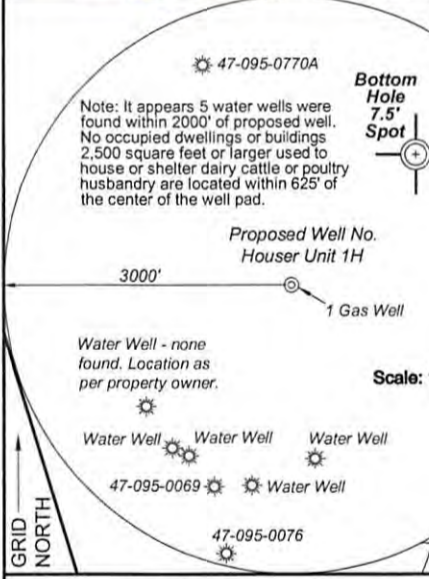 47-095-0770A
Bottom
Hole
7.5'
Spot
Note: It appears 5 water wells were
found within 2000' of proposed well.
No occupied dwellings or buildings
2,500 square feet or larger used to
house or shelter dairy cattle or poultry
husbandry are located within 625' of
the center of the well pad.
Proposed Well No.
Houser Unit 1H
3000'
1 Gas Well
Water Well - none
found. Location as
per property owner.
Scale:
Water Well
Water Well
Water Well
47-095-0069
Water Well
47-095-0076
GRID
NORTH